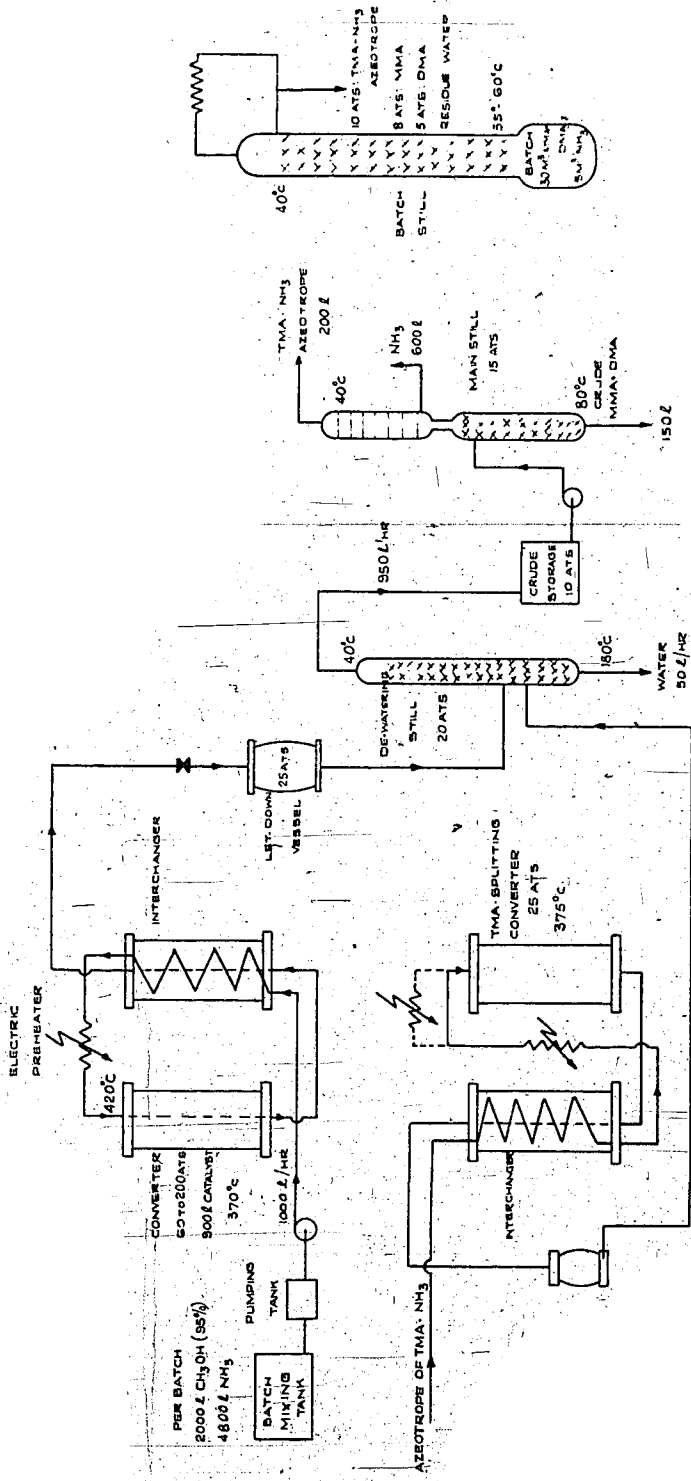 PER BATCH
2000 l CH3OH (95%)
4800 l NH3
BATCH
MIXING
TANK
PUMPING
TANK
1000 l/HR
CONVERTER
60 TO 200 ATS
900 l CATALYST
370°C
420°C
ELECTRIC
PREHEATER
INTERCHANGER
LET-DOWN
VESSEL
25 ATS
AZEOTROPE OF TMA-NH3
INTERCHANGER
TMA-SPLITTING
CONVERTER
25 ATS
375°C.
DE-WATERING
STILL
20 ATS
40°C
180°C
WATER
50 l/HR
950 l/HR
CRUDE
STORAGE
10 ATS
TMA-NH3
AZEOTROPE
200 l
40°C
NH3
600 l
MAIN STILL
15 ATS
80°C
CRUDE
MMA+DMA
150 l
40°C
10 ATS: TMA-NH3
AZEOTROPE
8 ATS: MMA
5 ATS: DMA
RESIDUE WATER
BATCH
STILL
55°-60°C
BATCH